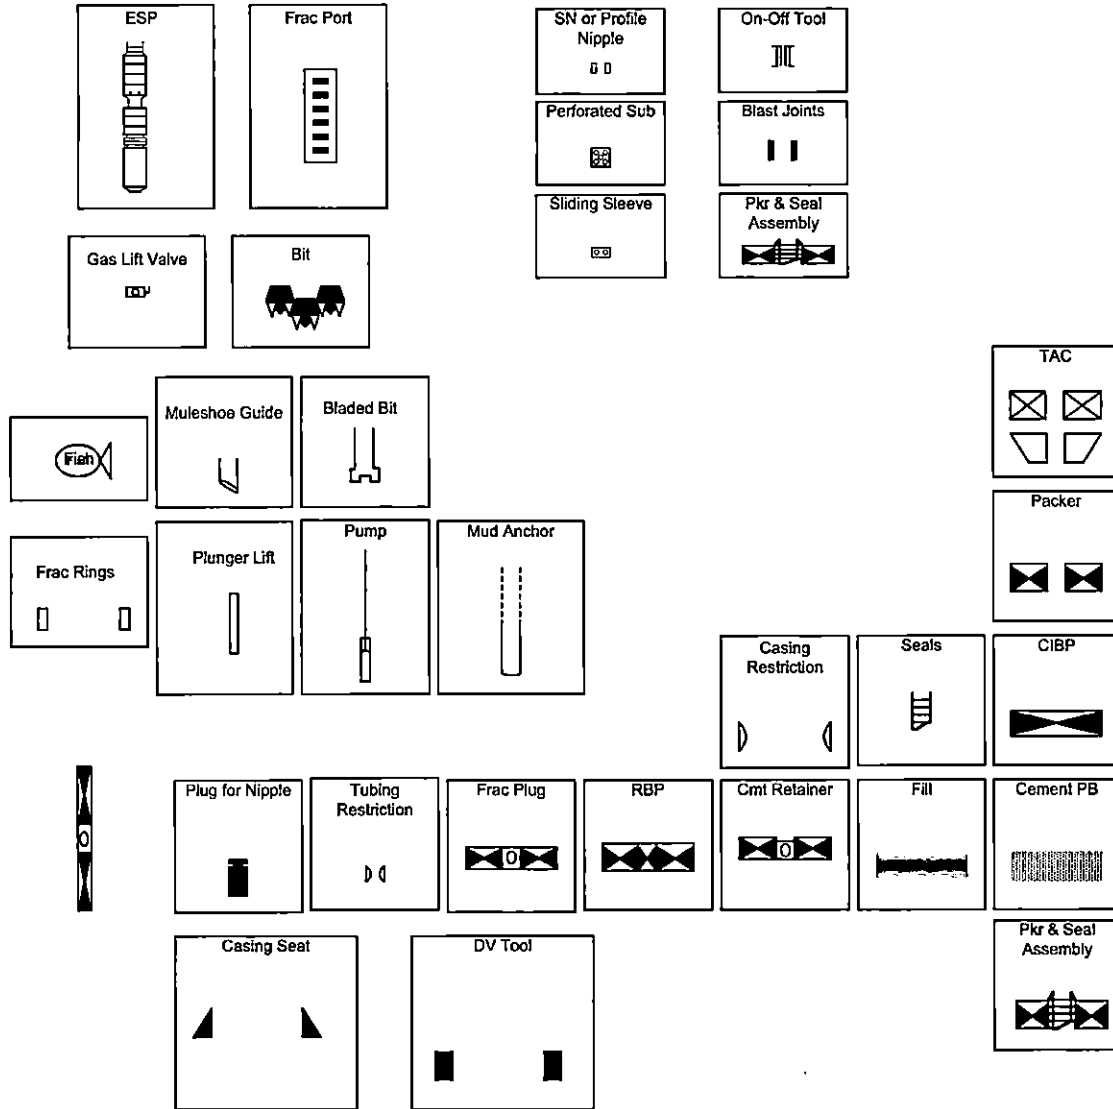 ESP
Frac Port
SN or Profile
Nipple
On-Off Tool
Perforated Sub
Blast Joints
Sliding Sleeve
Pkr & Seal
Assembly
Gas Lift Valve
Bit
TAC
Muleshoe Guide
Bladed Bit
Fish
Packer
Frac Rings
Plunger Lift
Pump
Mud Anchor
Casing
Restriction
Seals
CIBP
Plug for Nipple
Tubing
Restriction
Frac Plug
RBP
Cmt Retainer
Fill
Cement PB
Casing Seat
DV Tool
Pkr & Seal
Assembly